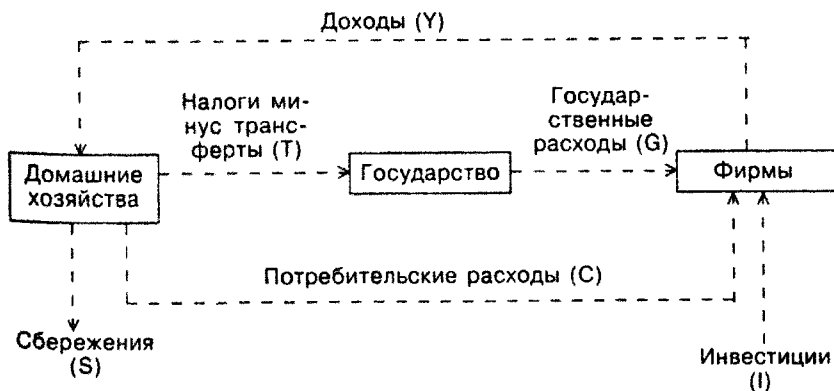 Доходы (Y)
Налоги ми-
нус транс-
ферты (T)
Государ-
ственные
расходы (G)
Домашние
хозяйства
Государство
Фирмы
Потребительские расходы (C)
Сбережения
(S)
Инвестиции
(I)